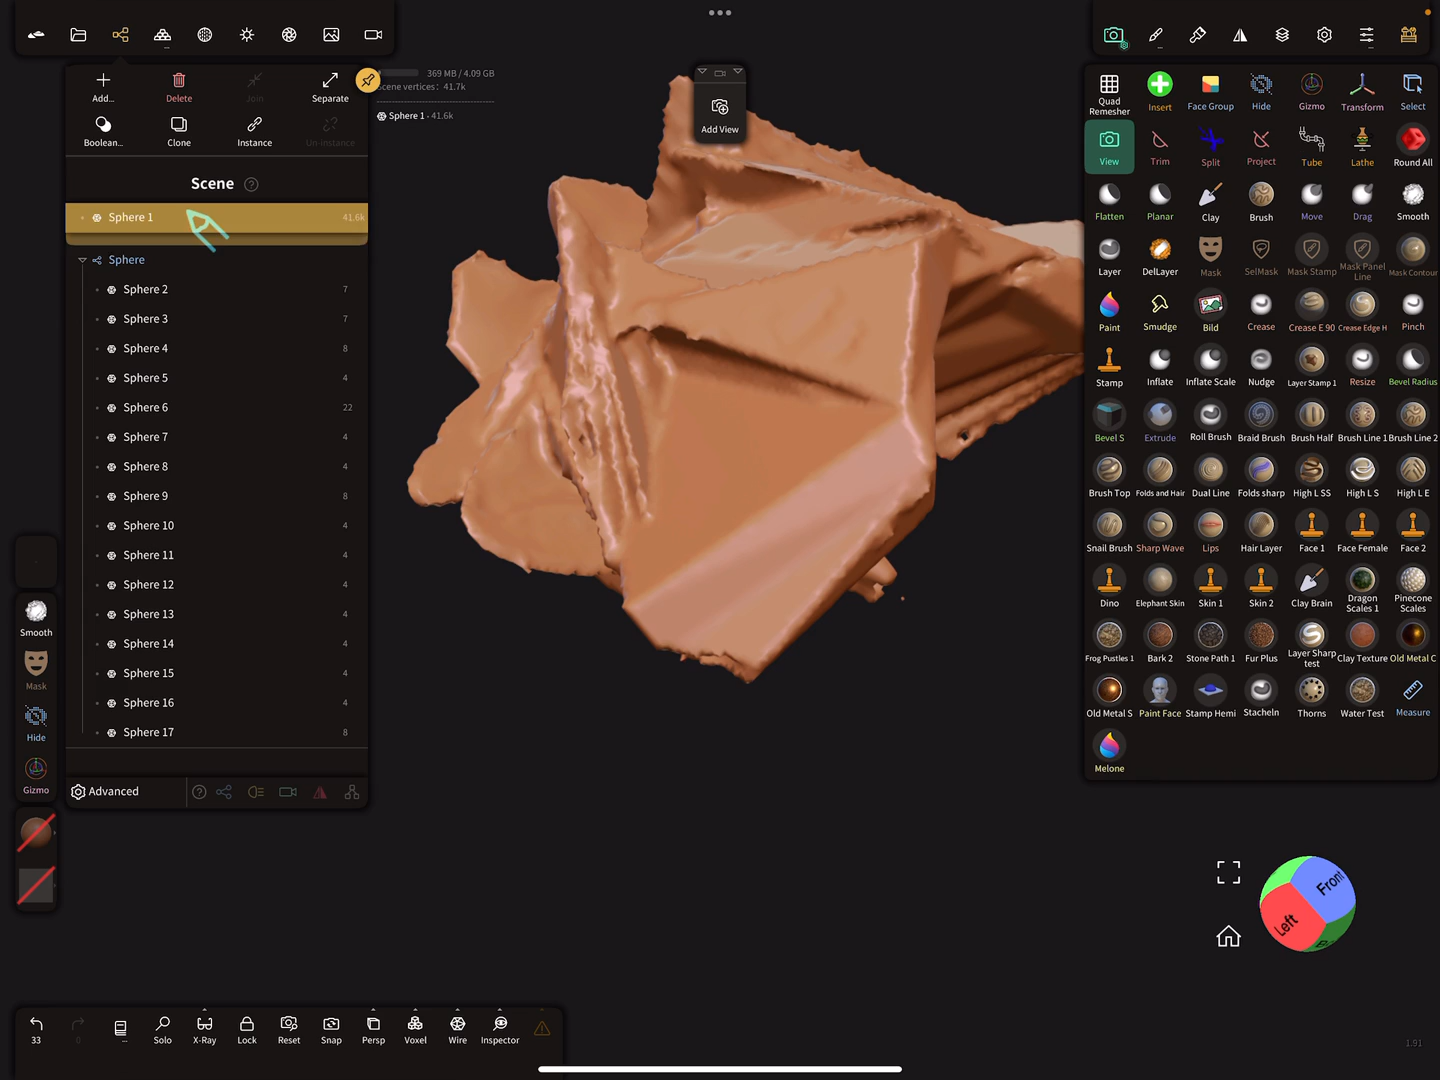 369 MB / 4.09 GB
Scene vertices: 41.7k
Sphere 1 · 41.6k
Add View
Add...
Delete
Join
Separate
Boolean...
Clone
Instance
Un-instance
Scene
?
Sphere 1 41.6k
Sphere
Sphere 2 7
Sphere 3 7
Sphere 4 8
Sphere 5 4
Sphere 6 22
Sphere 7 4
Sphere 8 4
Sphere 9 8
Sphere 10 4
Sphere 11 4
Sphere 12 4
Sphere 13 4
Sphere 14 4
Sphere 15 4
Sphere 16 4
Sphere 17 8
Advanced
?
Smooth
Mask
Hide
Gizmo
Quad
Remesher
Insert
Face Group
Hide
Gizmo
Transform
Select
View
Trim
Split
Project
Tube
Lathe
Round All
Flatten
Planar
Clay
Brush
Move
Drag
Smooth
Layer
DelLayer
Mask
SelMask
Mask Stamp
Mask Panel
Line
Mask Contour
Paint
Smudge
Bild
Crease
Crease E 90
Crease Edge H
Pinch
Stamp
Inflate
Inflate Scale
Nudge
Layer Stamp 1
Resize
Bevel Radius
Bevel S
Extrude
Roll Brush
Braid Brush
Brush Half
Brush Line 1
Brush Line 2
Brush Top
Folds and Hair
Dual Line
Folds sharp
High L SS
High L S
High L E
Snail Brush
Sharp Wave
Lips
Hair Layer
Face 1
Face Female
Face 2
Dino
Elephant Skin
Skin 1
Skin 2
Clay Brain
Dragon
Scales 1
Pinecone
Scales
Frog Pustles 1
Bark 2
Stone Path 1
Fur Plus
Layer Sharp
test
Clay Texture
Old Metal C
Old Metal S
Paint Face
Stamp Hemi
Stacheln
Thorns
Water Test
Measure
Melone
Front
Left
33
0
...
Solo
X-Ray
Lock
Reset
Snap
Persp
Voxel
Wire
Inspector
1.91